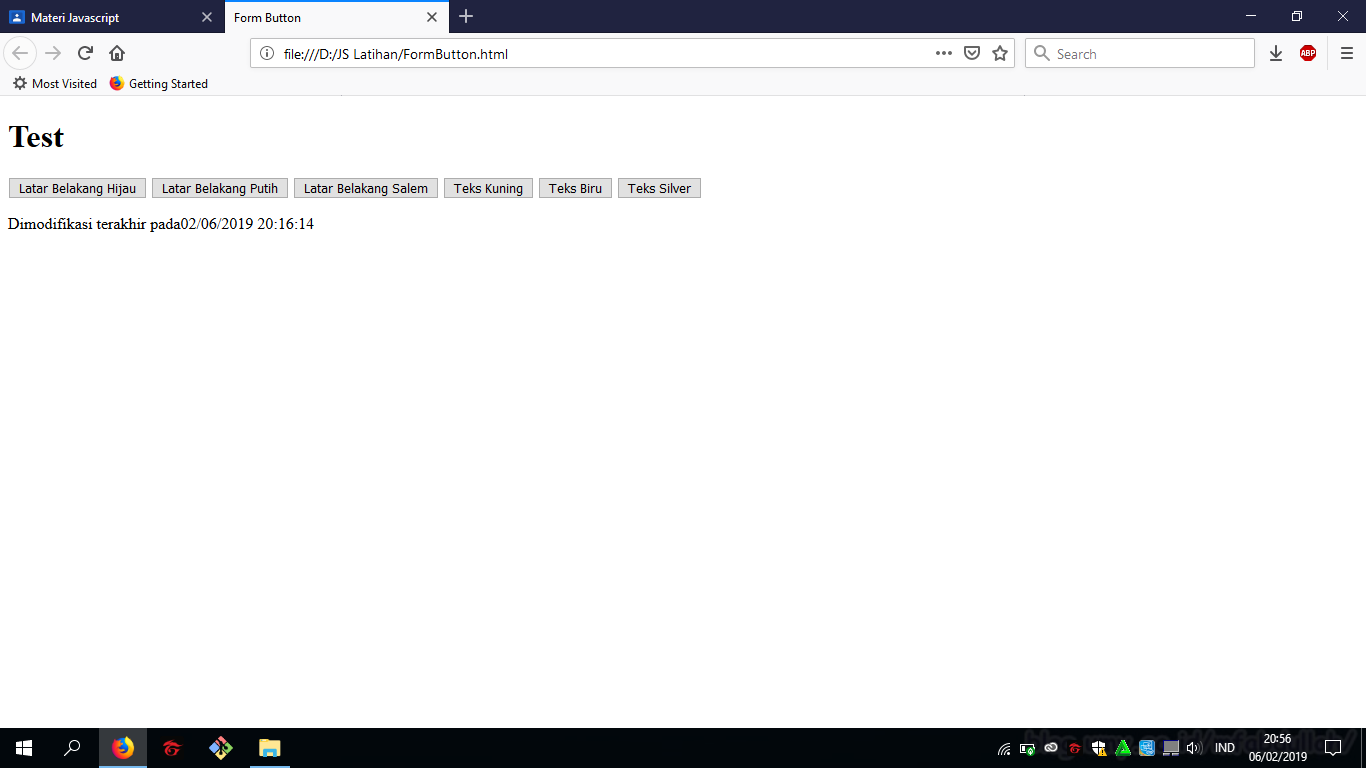 Materi Javascript
Form Button
file:///D:/JS Latihan/FormButton.html
Search
ABP
Most Visited
Getting Started
Test
Latar Belakang Hijau Latar Belakang Putih Latar Belakang Salem Teks Kuning Teks Biru Teks Silver
Dimodifikasi terakhir pada02/06/2019 20:16:14
IND
20:56
06/02/2019